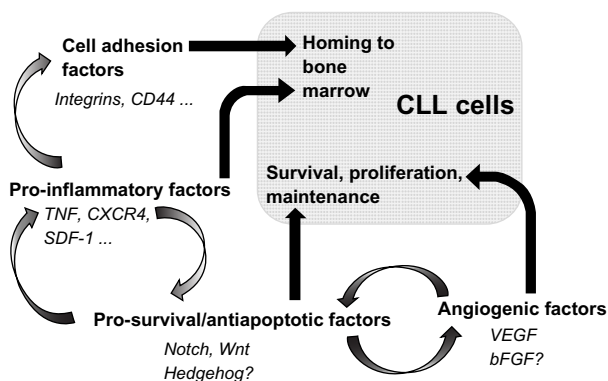 Cell adhesion
factors
Integrins, CD44 ...
Homing to
bone
marrow
CLL cells
Pro-inflammatory factors
TNF, CXCR4,
SDF-1 ...
Survival, proliferation,
maintenance
Pro-survival/antiapoptotic factors
Notch, Wnt
Hedgehog?
Angiogenic factors
VEGF
bFGF?